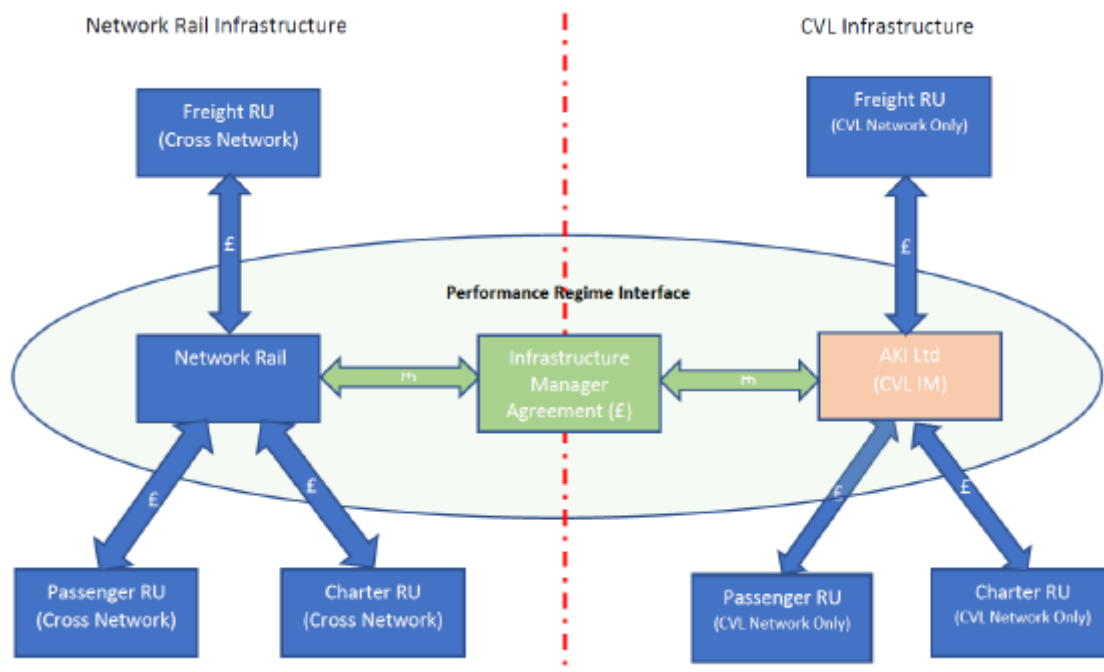 Network Rail Infrastructure
CVL Infrastructure
Freight RU
(Cross Network)
Freight RU
(CVL Network Only)
£
£
Performance Regime Interface
Network Rail
£
Infrastructure
Manager
Agreement (£)
£
AKI Ltd
(CVL IM)
£
£
£
£
Passenger RU
(Cross Network)
Charter RU
(Cross Network)
Passenger RU
(CVL Network Only)
Charter RU
(CVL Network Only)